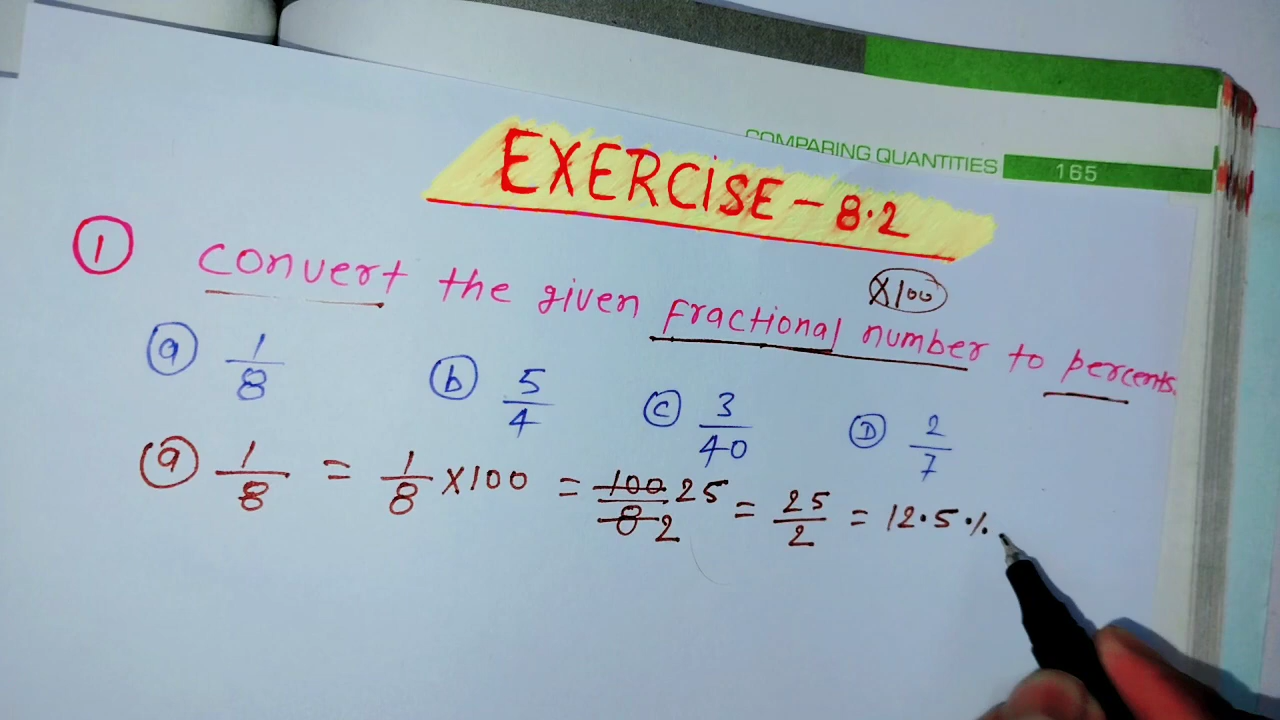 COMPARING QUANTITIES 165
EXERCISE - 8.2
① Convert the given fractional number to percents.
×100
ⓐ 1/8 ⓑ 5/4 ⓒ 3/40 Ⓓ 2/7
ⓐ 1/8 = 1/8 × 100 = 100/8 25/2 = 25/2 = 12.5 %